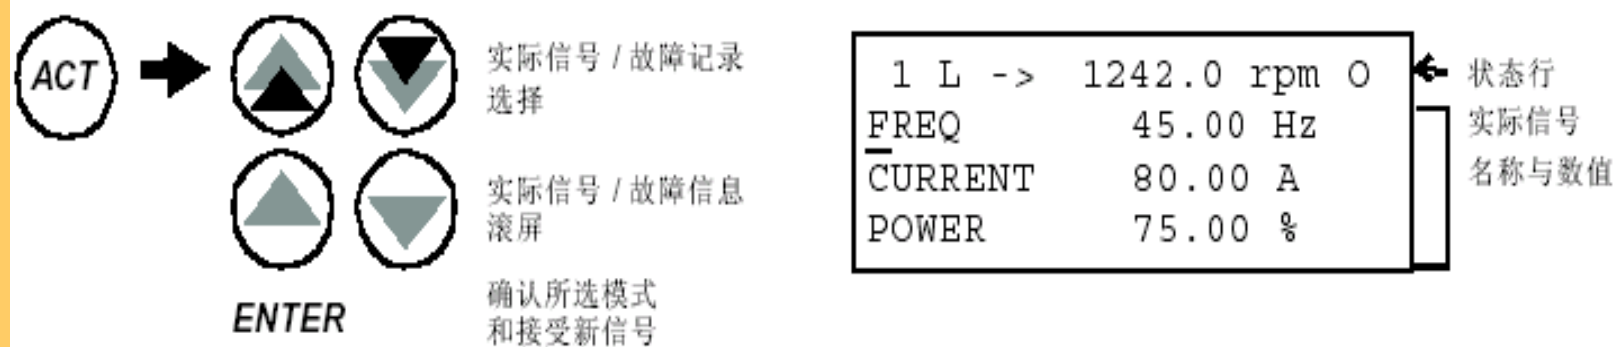 ACT
实际信号 / 故障记录
选择
实际信号 / 故障信息
滚屏
ENTER
确认所选模式
和接受新信号
1 L -> 1242.0 rpm O
FREQ 45.00 Hz
CURRENT 80.00 A
POWER 75.00 %
状态行
实际信号
名称与数值